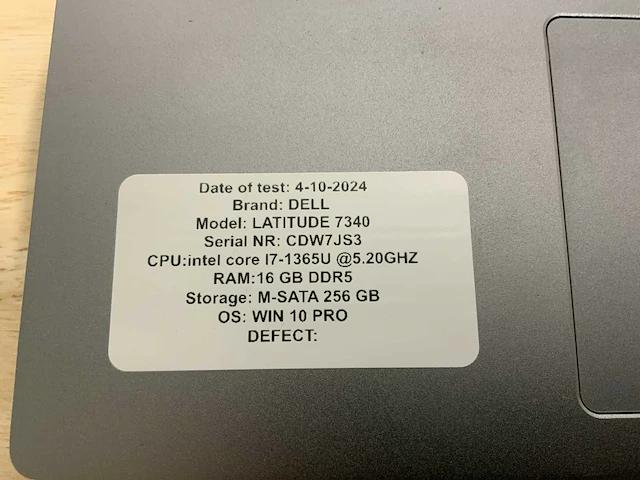 Date of test: 4-10-2024
Brand: DELL
Model: LATITUDE 7340
Serial NR: CDW7JS3
CPU:intel core I7-1365U @5.20GHZ
RAM:16 GB DDR5
Storage: M-SATA 256 GB
OS: WIN 10 PRO
DEFECT: